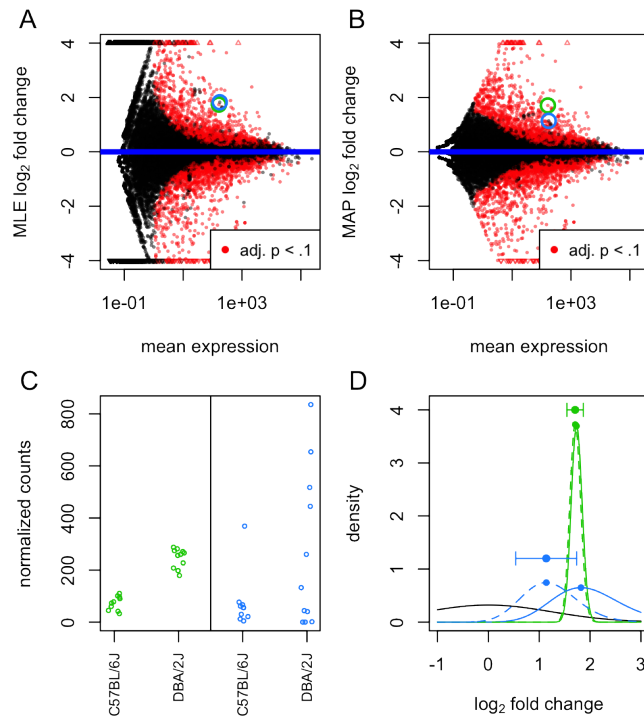 A
B
MLE log2 fold change
4
2
0
-2
-4
adj. p < .1
1e-01
1e+03
mean expression
MAP log2 fold change
4
2
0
-2
-4
adj. p < .1
1e-01
1e+03
mean expression
C
D
normalized counts
800
600
400
200
0
C57BL/6J
DBA/2J
C57BL/6J
DBA/2J
density
4
3
2
1
0
-1
0
1
2
3
log2 fold change